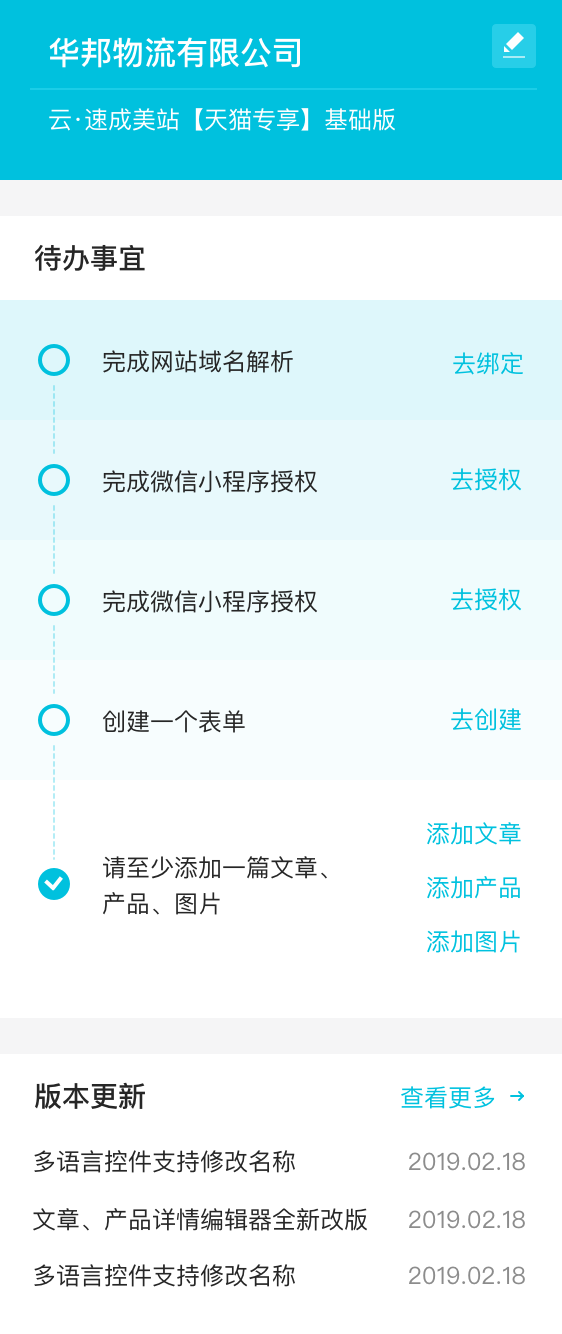 华邦物流有限公司
云·速成美站【天猫专享】基础版
待办事宜
完成网站域名解析 去绑定
完成微信小程序授权 去授权
完成微信小程序授权 去授权
创建一个表单 去创建
请至少添加一篇文章、
产品、图片
添加文章
添加产品
添加图片
版本更新 查看更多 →
多语言控件支持修改名称 2019.02.18
文章、产品详情编辑器全新改版 2019.02.18
多语言控件支持修改名称 2019.02.18